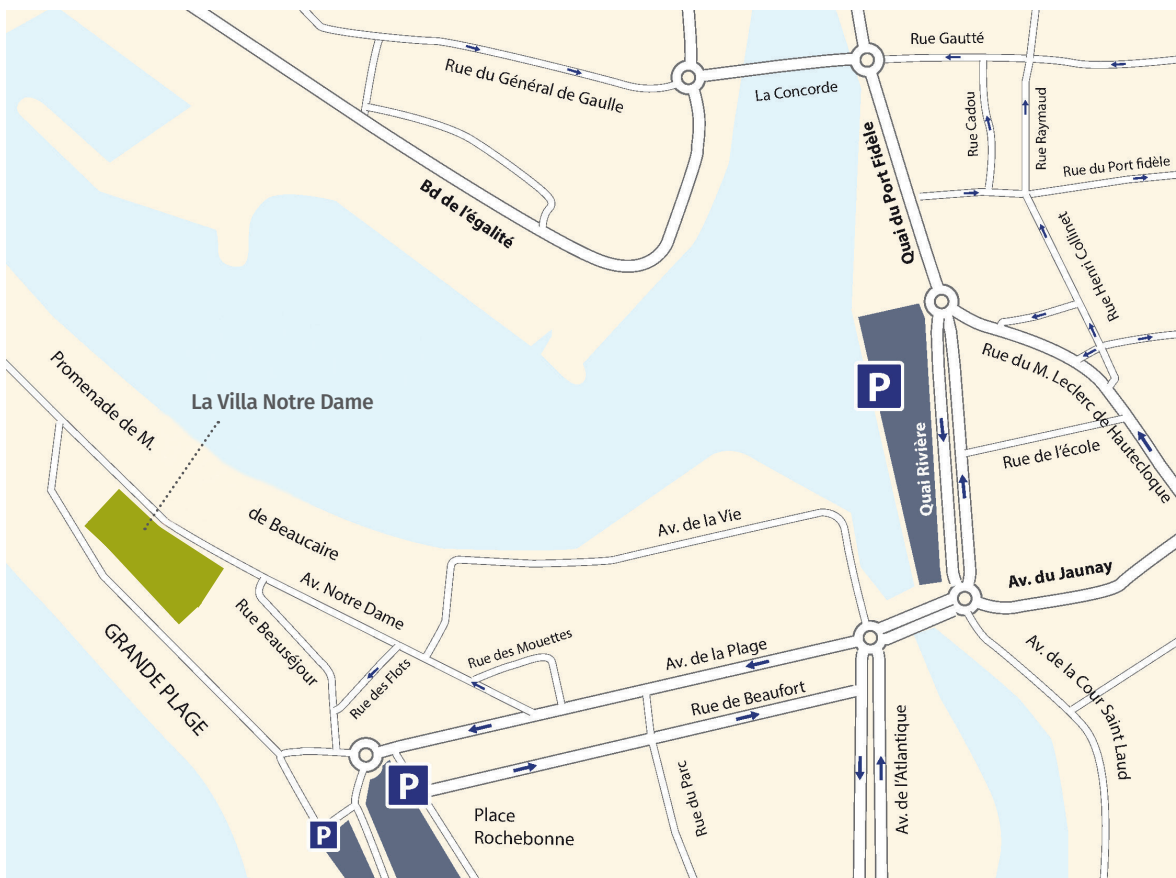 Rue Gautté
Rue du Général de Gaulle
La Concorde
Rue Cadou
Rue Raymaud
Quai du Port Fidèle
Rue du Port fidèle
Bd de l'égalité
Rue Henri Collinet
Promenade de M.
La Villa Notre Dame
P
Rue du M. Leclerc de Hautecloque
Quai Rivière
Rue de l'école
de Beaucaire
Av. de la Vie
Av. Notre Dame
Av. du Jaunay
Rue Beauséjour
GRANDE PLAGE
Rue des Mouettes
Rue des Flots
Av. de la Plage
Rue de Beaufort
Av. de la Cour Saint Laud
Av. de l'Atlantique
Rue du Parc
P
Place
Rochebonne
P